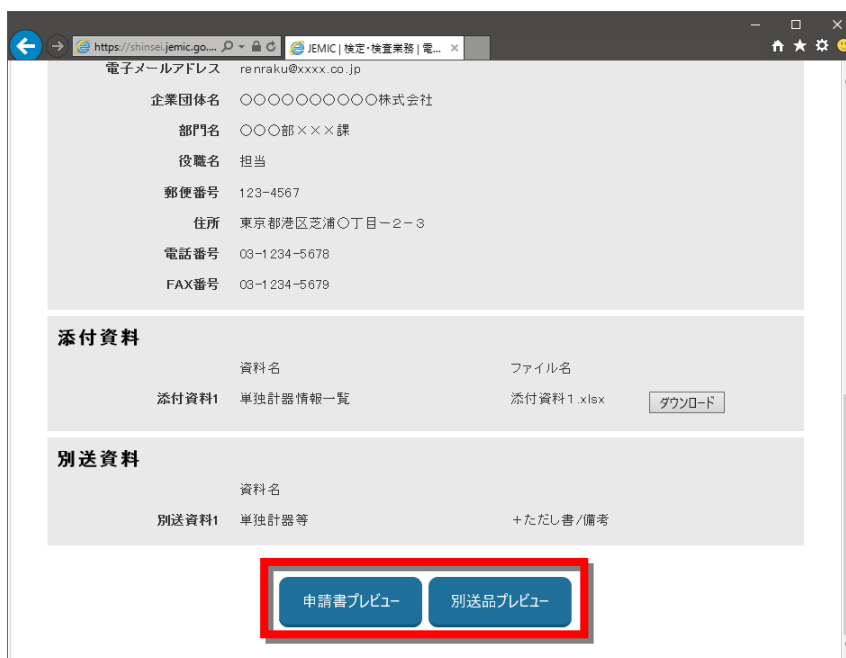 https://shinsei.jemic.go....
JEMIC | 検定・検査業務 | 電...
電子メールアドレス renraku@xxxx.co.jp
企業団体名 ○○○○○○○○○○株式会社
部門名 ○○○部×××課
役職名 担当
郵便番号 123-4567
住所 東京都港区芝浦○丁目－２－３
電話番号 03-1234-5678
FAX番号 03-1234-5679
添付資料
資料名 ファイル名
添付資料1 単独計器情報一覧 添付資料１.xlsx ダウンロード
別送資料
資料名
別送資料1 単独計器等 +ただし書/備考
申請書プレビュー 別送品プレビュー